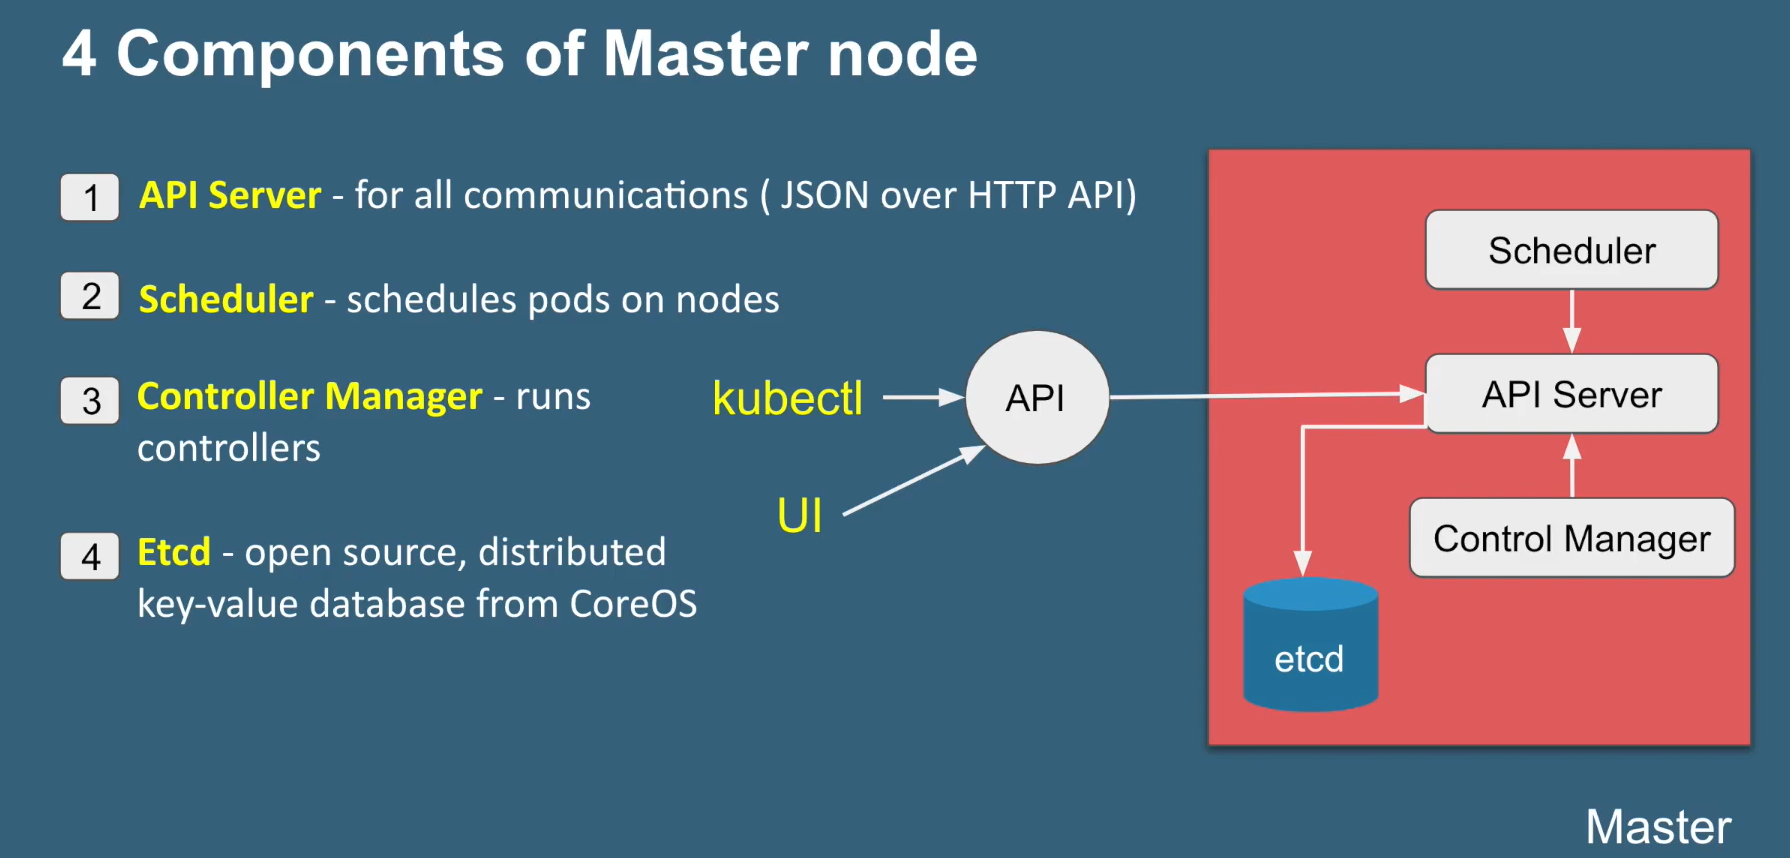 4 Components of Master node
1 API Server - for all communications ( JSON over HTTP API)
2 Scheduler - schedules pods on nodes
3 Controller Manager - runs
controllers
4 Etcd - open source, distributed
key-value database from CoreOS
kubectl
UI
API
Scheduler
API Server
Control Manager
etcd
Master